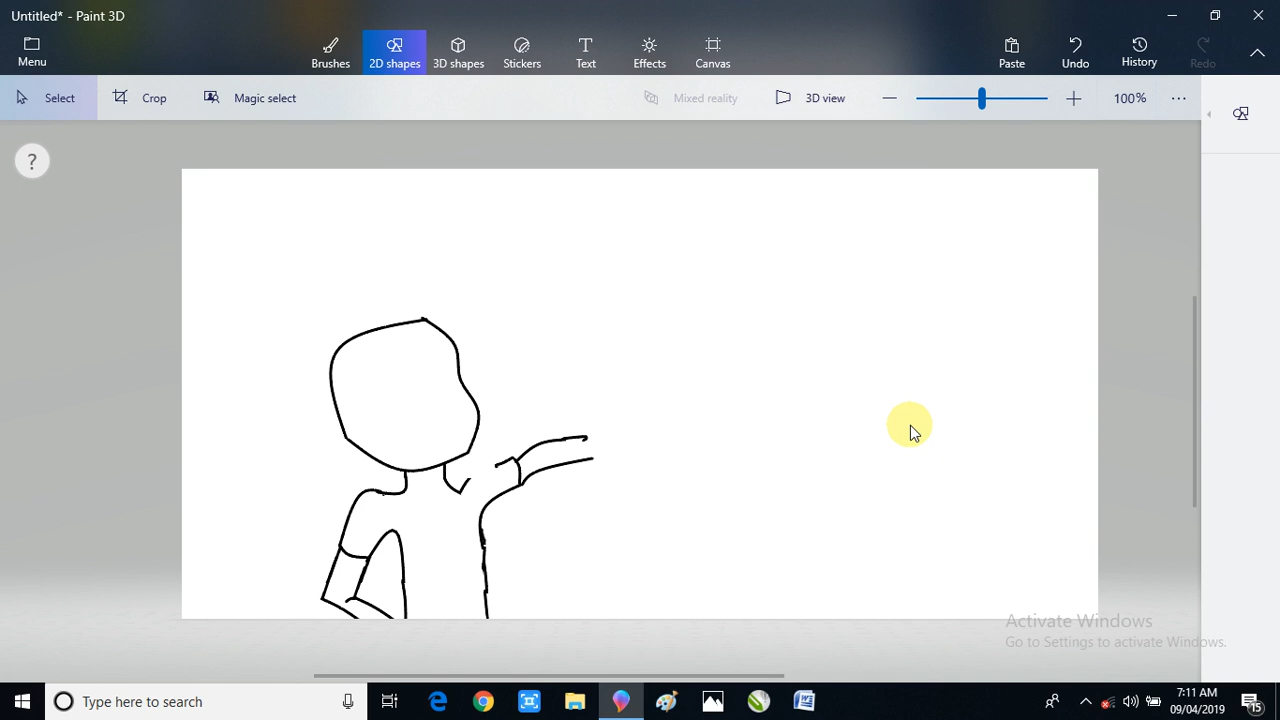 Untitled* - Paint 3D
Menu
Brushes
2D shapes
3D shapes
Stickers
Text
Effects
Canvas
Paste
Undo
History
Redo
Select
Crop
Magic select
Mixed reality
3D view
100%
?
Activate Windows
Go to Settings to activate Windows.
Type here to search
7:11 AM
09/04/2019
15